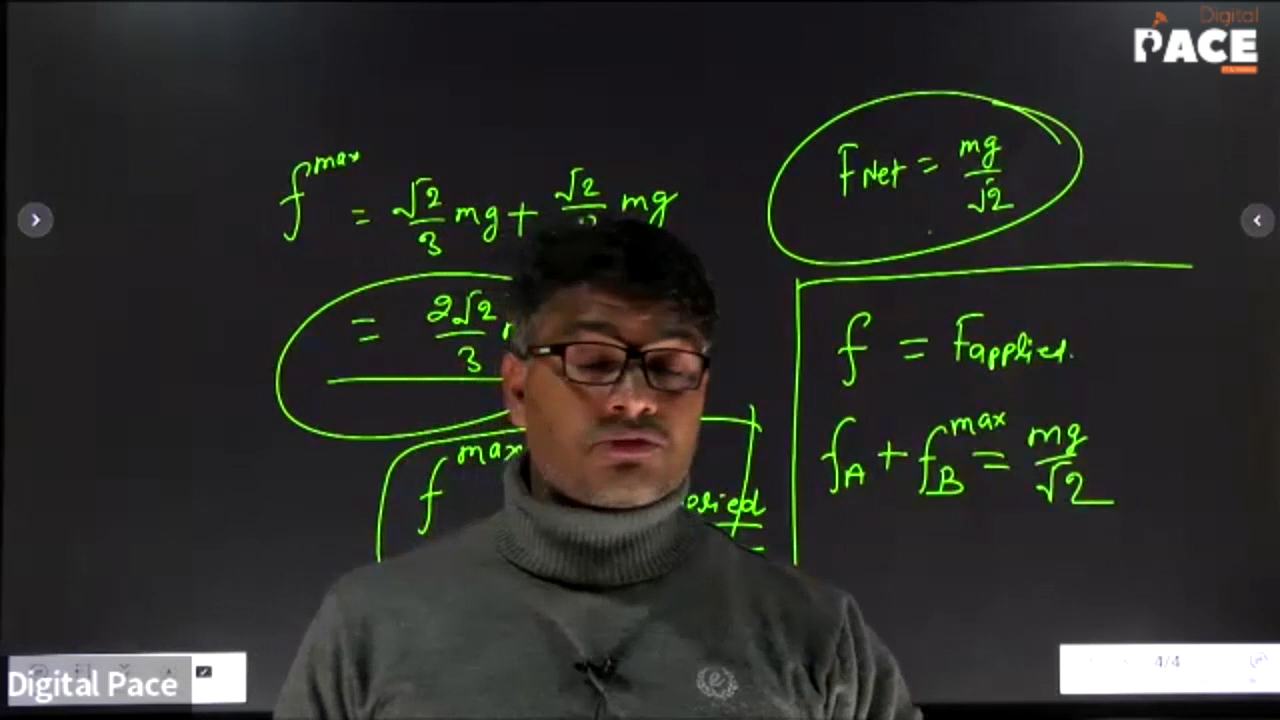 Digital
PACE
f^max = √2/3 mg + √2/ mg
= 2√2/3
f^max
F_Net = mg/√2
f = F_applied.
f_A + f_B^max = mg/√2
4/4
Digital Pace